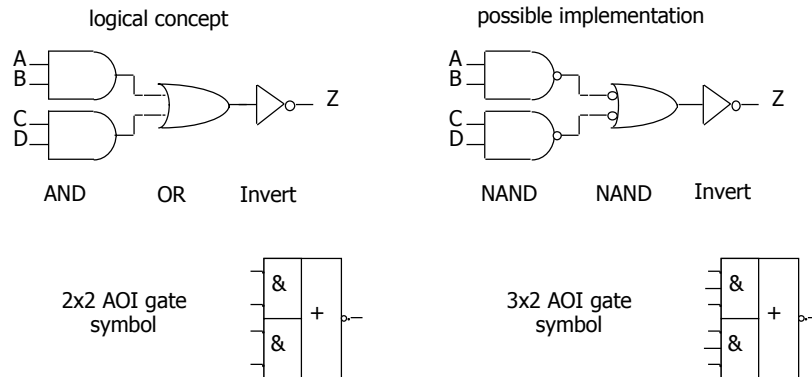 logical concept
possible implementation
A
B
C
D
Z
AND OR Invert
A
B
C
D
Z
NAND NAND Invert
2x2 AOI gate
symbol
&
&
+
3x2 AOI gate
symbol
&
&
+